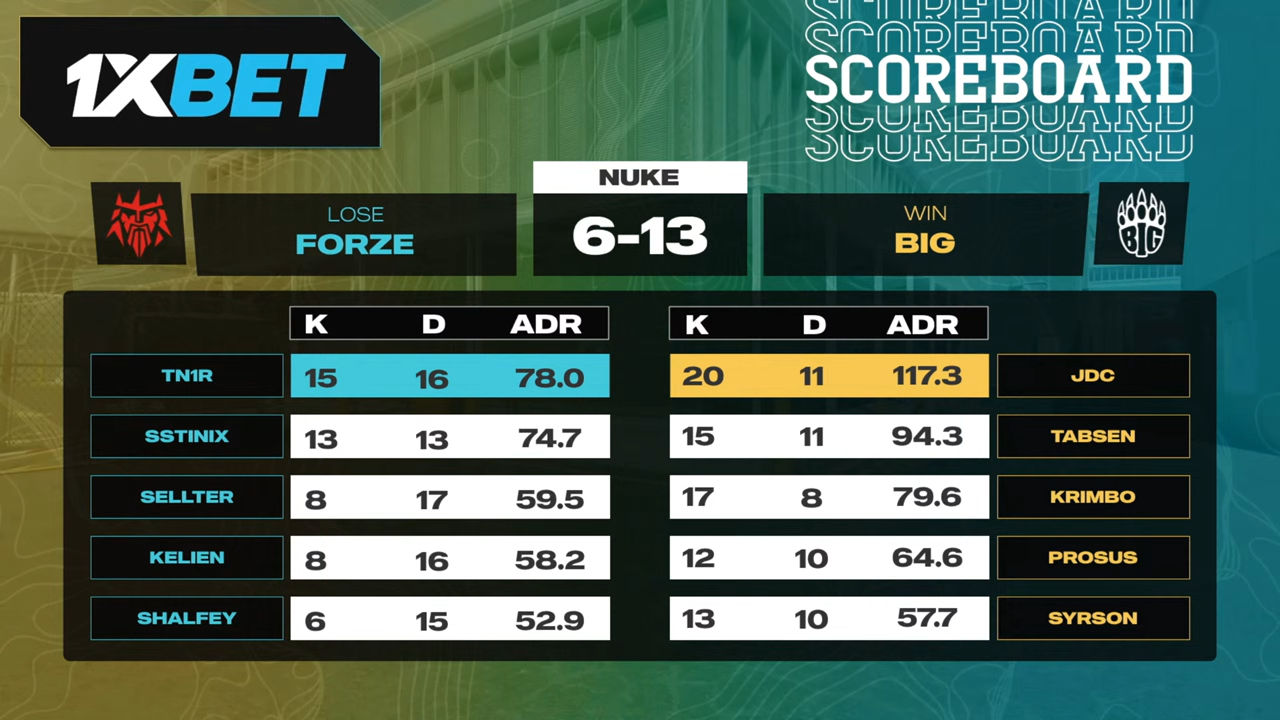 1XBET
SCOREBOARD
SCOREBOARD
SCOREBOARD
SCOREBOARD
SCOREBOARD
NUKE
LOSE
FORZE
6-13
WIN
BIG
BIG
K D ADR K D ADR
TN1R 15 16 78.0 20 11 117.3 JDC
SSTINIX 13 13 74.7 15 11 94.3 TABSEN
SELLTER 8 17 59.5 17 8 79.6 KRIMBO
KELIEN 8 16 58.2 12 10 64.6 PROSUS
SHALFEY 6 15 52.9 13 10 57.7 SYRSON